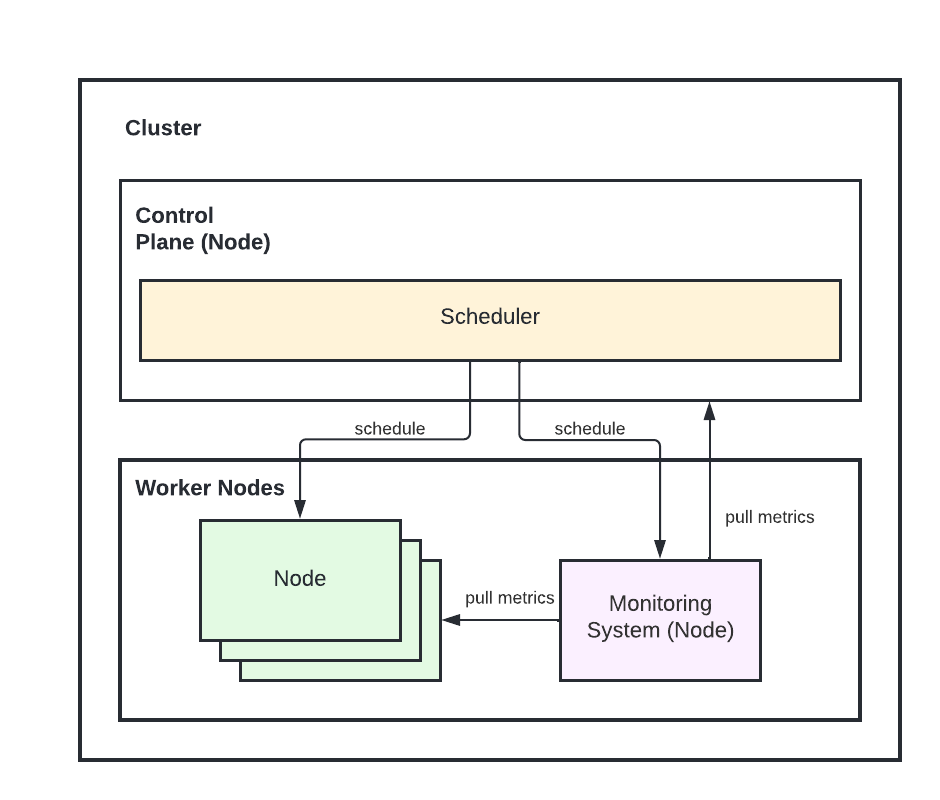 Cluster
Control
Plane (Node)
Scheduler
schedule
schedule
Worker Nodes
pull metrics
Node
pull metrics
Monitoring
System (Node)